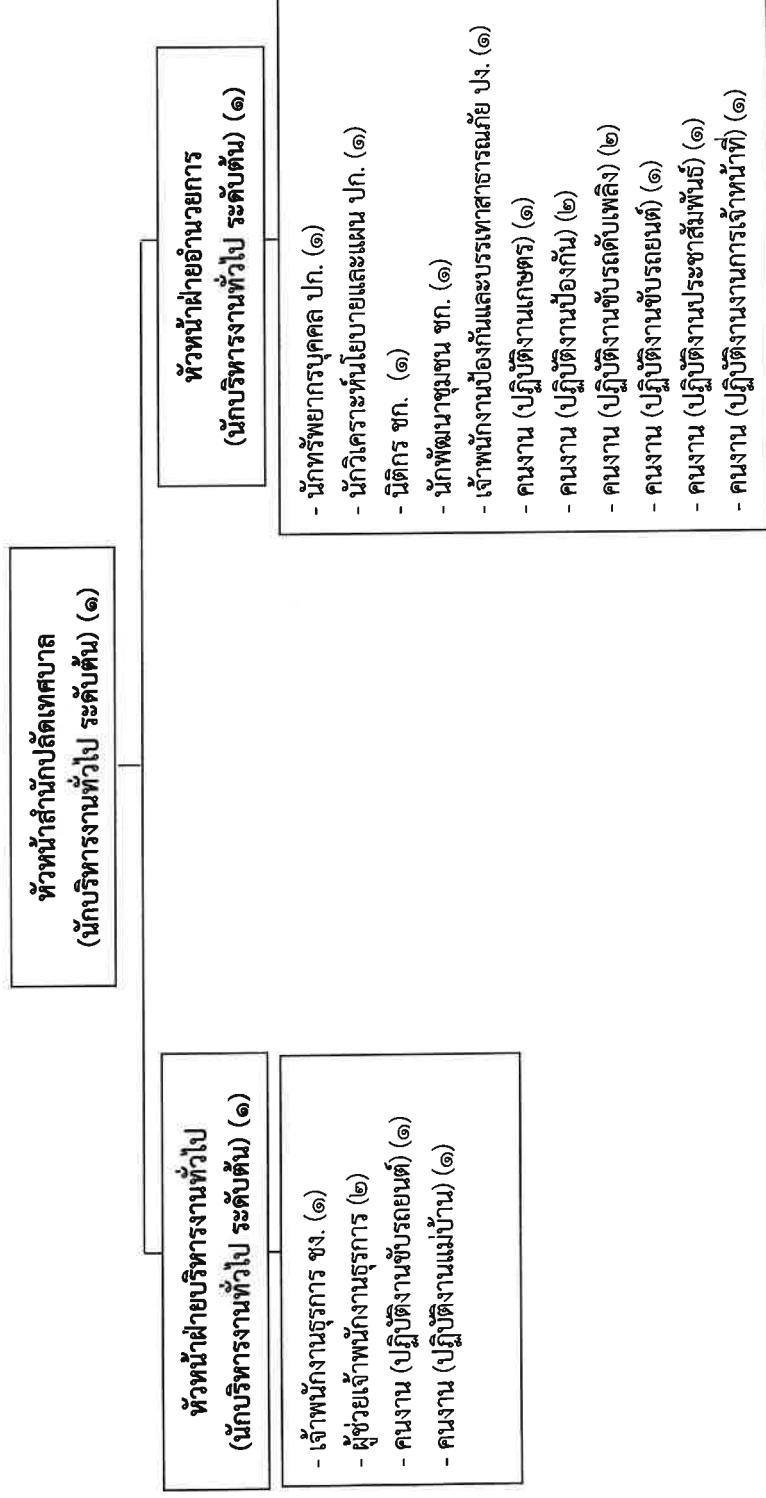 หัวหน้าสำนักปลัดเทศบาล
(นักบริหารงานทั่วไป ระดับต้น) (๑)
หัวหน้าฝ่ายบริหารงานทั่วไป
(นักบริหารงานทั่วไป ระดับต้น) (๑)
- เจ้าพนักงานธุรการ ชง. (๑)
- ผู้ช่วยเจ้าพนักงานธุรการ (๒)
- คนงาน (ปฏิบัติงานขับรถยนต์) (๑)
- คนงาน (ปฏิบัติงานแม่บ้าน) (๑)
หัวหน้าฝ่ายอำนวยการ
(นักบริหารงานทั่วไป ระดับต้น) (๑)
- นักทรัพยากรบุคคล ปก. (๑)
- นักวิเคราะห์นโยบายและแผน ปก. (๑)
- นิติกร ชก. (๑)
- นักพัฒนาชุมชน ชก. (๑)
- เจ้าพนักงานป้องกันและบรรเทาสาธารณภัย ปง. (๑)
- คนงาน (ปฏิบัติงานเกษตร) (๑)
- คนงาน (ปฏิบัติงานป้องกัน) (๒)
- คนงาน (ปฏิบัติงานขับรถดับเพลิง) (๒)
- คนงาน (ปฏิบัติงานขับรถยนต์) (๑)
- คนงาน (ปฏิบัติงานประชาสัมพันธ์) (๑)
- คนงาน (ปฏิบัติงานงานการเจ้าหน้าที่) (๑)